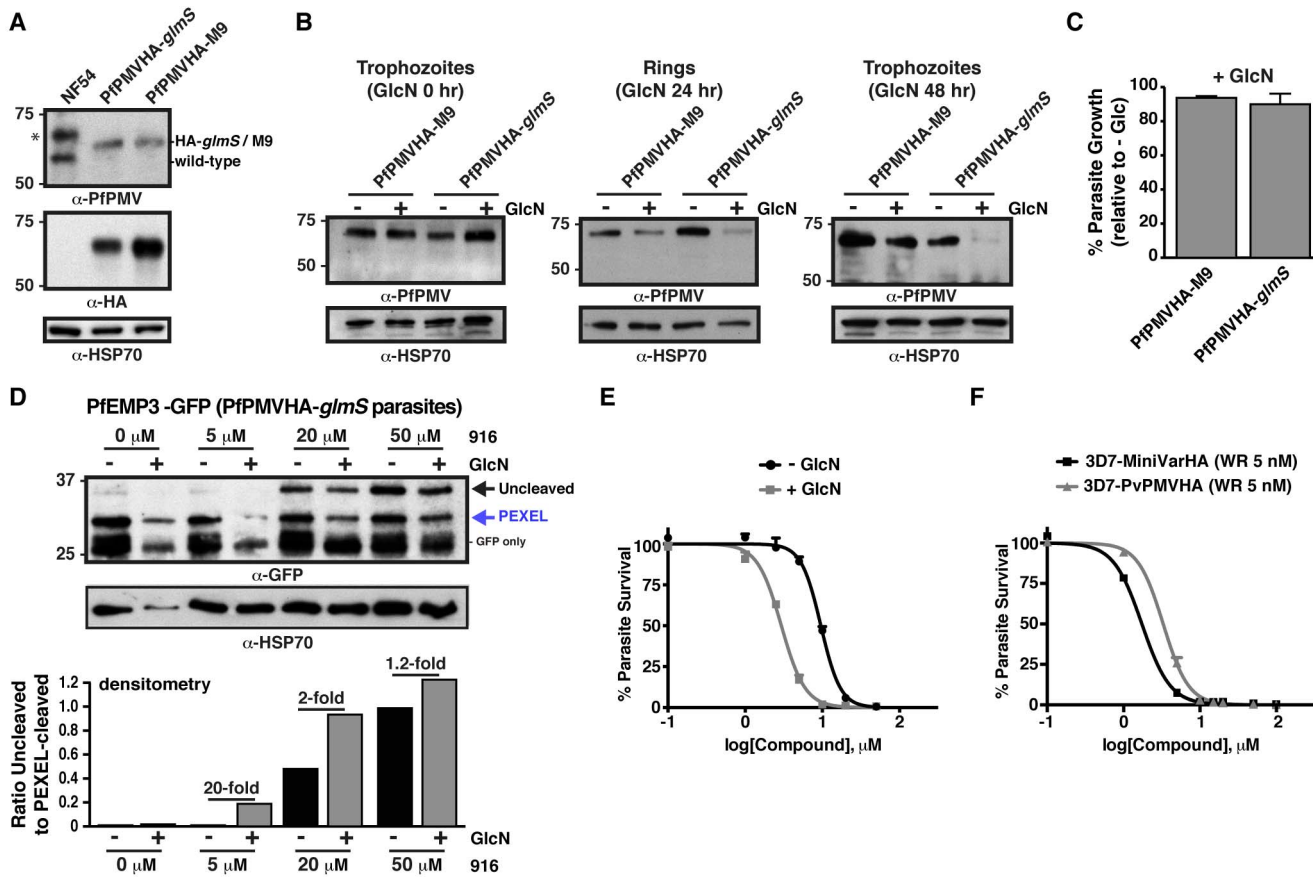 A
NF54
PfPMVHA-glmS
PfPMVHA-M9
75
*
-HA-glmS / M9
-wild-type
50
α-PfPMV
75
50
α-HA
α-HSP70
B
Trophozoites
(GlcN 0 hr)
PfPMVHA-M9
PfPMVHA-glmS
- + - + GlcN
75
50
α-PfPMV
α-HSP70
Rings
(GlcN 24 hr)
PfPMVHA-M9
PfPMVHA-glmS
- + - +
75
50
α-PfPMV
α-HSP70
Trophozoites
(GlcN 48 hr)
PfPMVHA-M9
PfPMVHA-glmS
- + - + GlcN
75
50
α-PfPMV
α-HSP70
C
+ GlcN
% Parasite Growth
(relative to - Glc)
100
80
60
40
20
0
PfPMVHA-M9
PfPMVHA-glmS
D
PfEMP3 -GFP (PfPMVHA-glmS parasites)
0 μM 5 μM 20 μM 50 μM 916
- + - + - + - + GlcN
37
25
Uncleaved
PEXEL
- GFP only
α-GFP
α-HSP70
densitometry
Ratio Uncleaved
to PEXEL-cleaved
1.2
1.0
0.8
0.6
0.4
0.2
0
20-fold
2-fold
1.2-fold
- + - + - + - + GlcN
0 μM 5 μM 20 μM 50 μM 916
E
- GlcN
+ GlcN
% Parasite Survival
100
75
50
25
0
-1 0 1 2
log[Compound], μM
F
3D7-MiniVarHA (WR 5 nM)
3D7-PvPMVHA (WR 5 nM)
% Parasite Survival
100
75
50
25
0
-1 0 1 2
log[Compound], μM